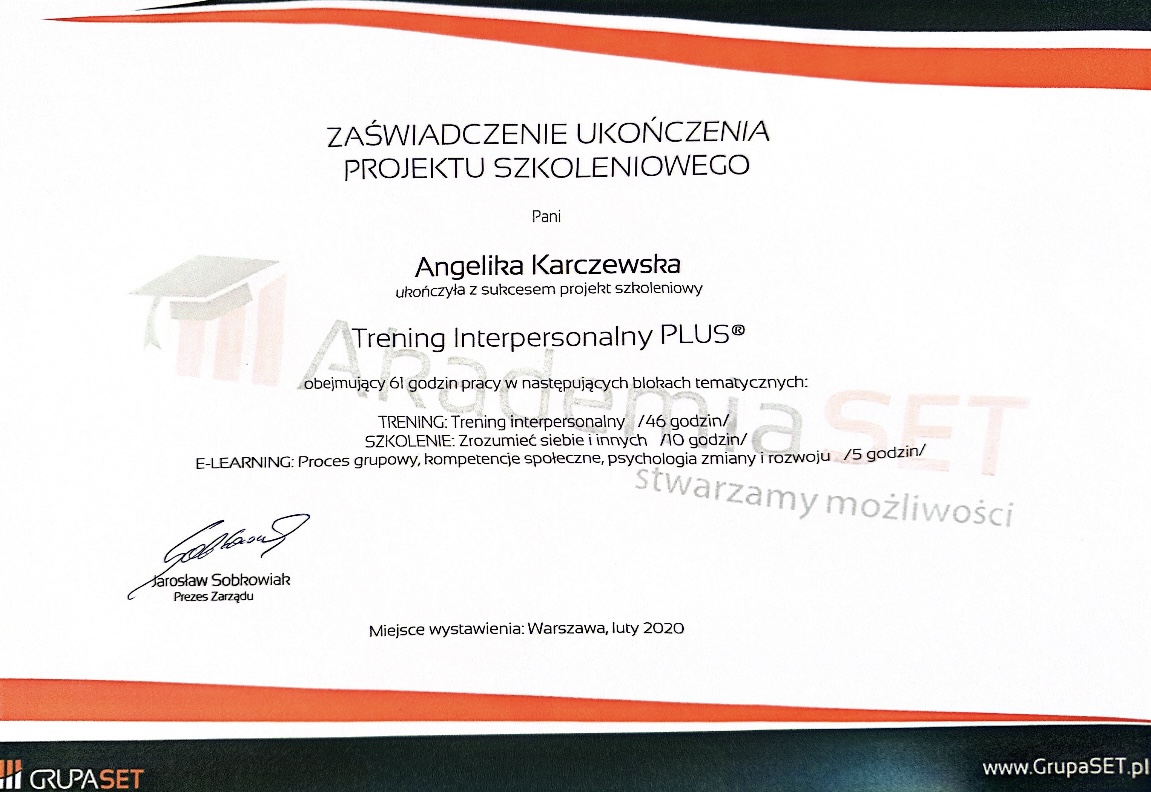 ZAŚWIADCZENIE UKOŃCZENIA
PROJEKTU SZKOLENIOWEGO
Pani
Angelika Karczewska
ukończyła z sukcesem projekt szkoleniowy
Trening Interpersonalny PLUS®
obejmujący 61 godzin pracy w następujących blokach tematycznych:
TRENING: Trening interpersonalny /46 godzin/
SZKOLENIE: Zrozumieć siebie i innych /10 godzin/
E-LEARNING: Proces grupowy, kompetencje społeczne, psychologia zmiany i rozwoju /5 godzin/
AkademiaSET
stwarzamy możliwości
Jarosław Sobkowiak
Prezes Zarządu
Miejsce wystawienia: Warszawa, luty 2020
GRUPASET
www.GrupaSET.pl